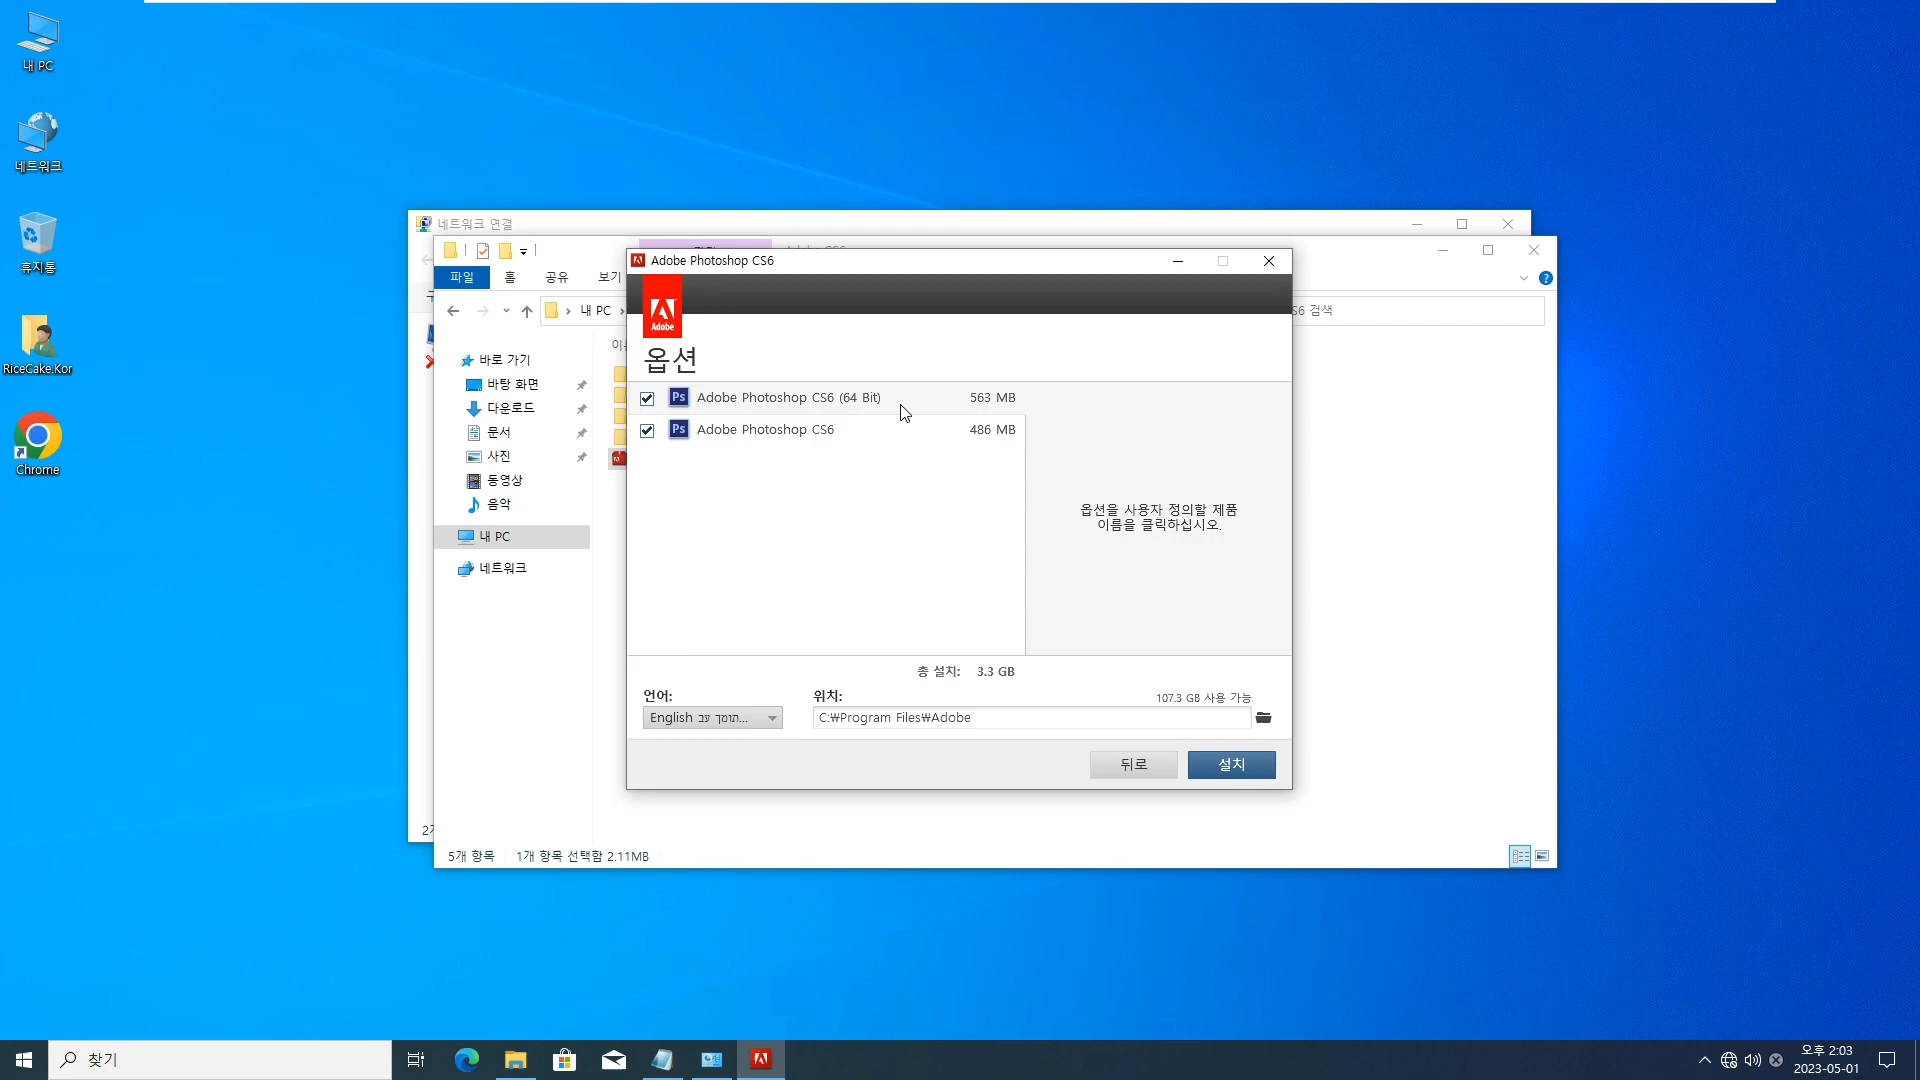 내 PC
네트워크
휴지통
RiceCake.Kor
Chrome
네트워크 연결
파일
홈
공유
보기
내 PC
S6 검색
바로 가기
바탕 화면
다운로드
문서
사진
동영상
음악
내 PC
네트워크
5개 항목
1개 항목 선택함 2.11MB
Adobe Photoshop CS6
Adobe
옵션
Ps
Adobe Photoshop CS6 (64 Bit)
563 MB
Ps
Adobe Photoshop CS6
486 MB
옵션을 사용자 정의할 제품
이름을 클릭하십시오.
총 설치: 3.3 GB
언어:
English תומך עב...
위치:
107.3 GB 사용 가능
C:₩Program Files₩Adobe
뒤로
설치
찾기
오후 2:03
2023-05-01